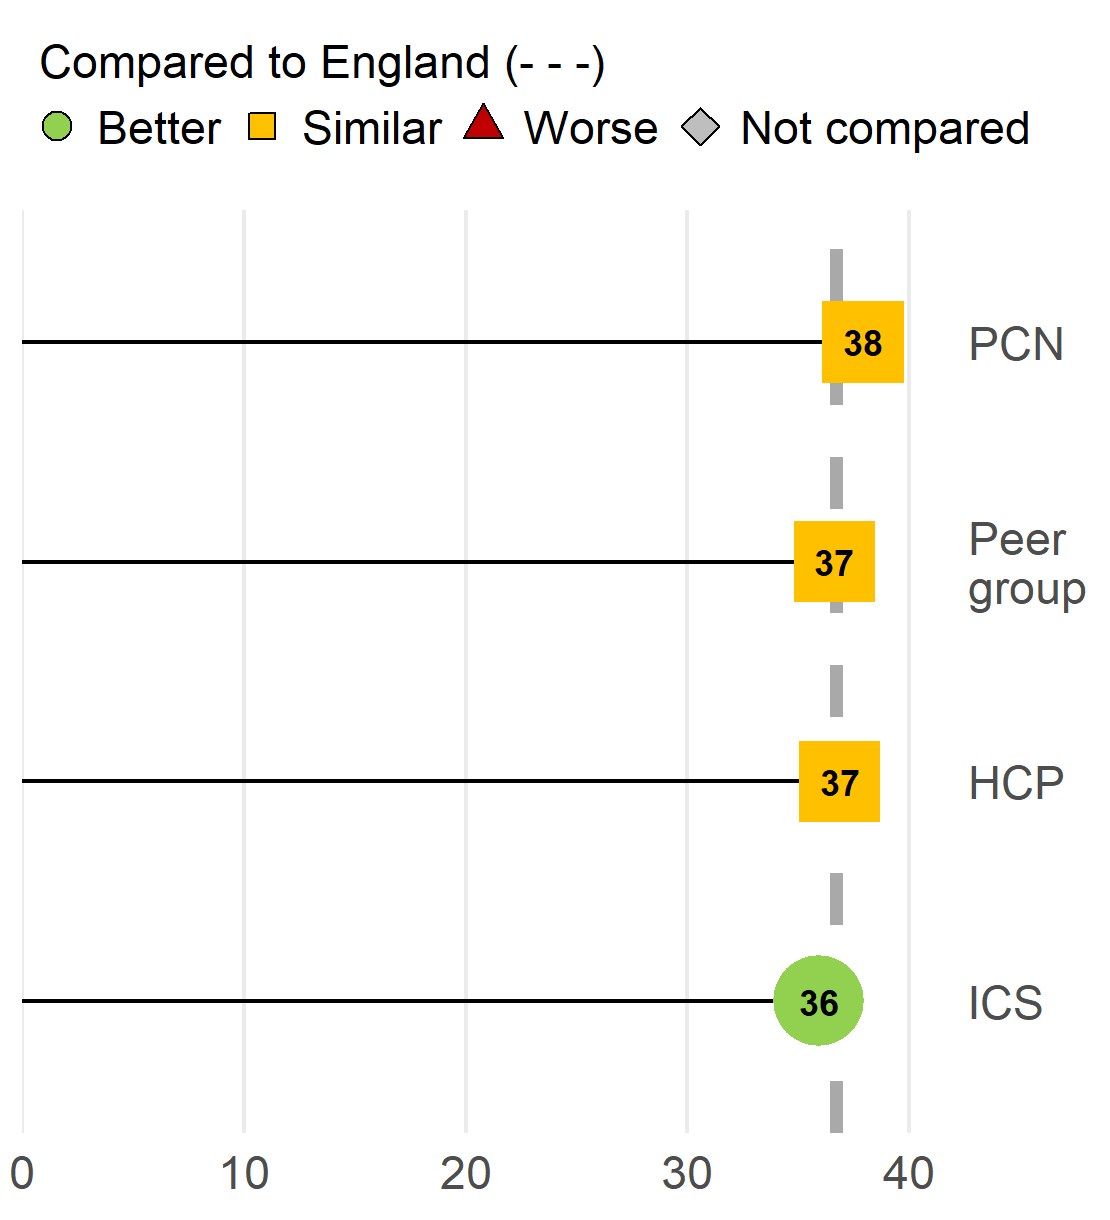 Compared to England (- - -)
Better Similar Worse Not compared
38 PCN
37 Peer
group
37 HCP
36 ICS
0 10 20 30 40